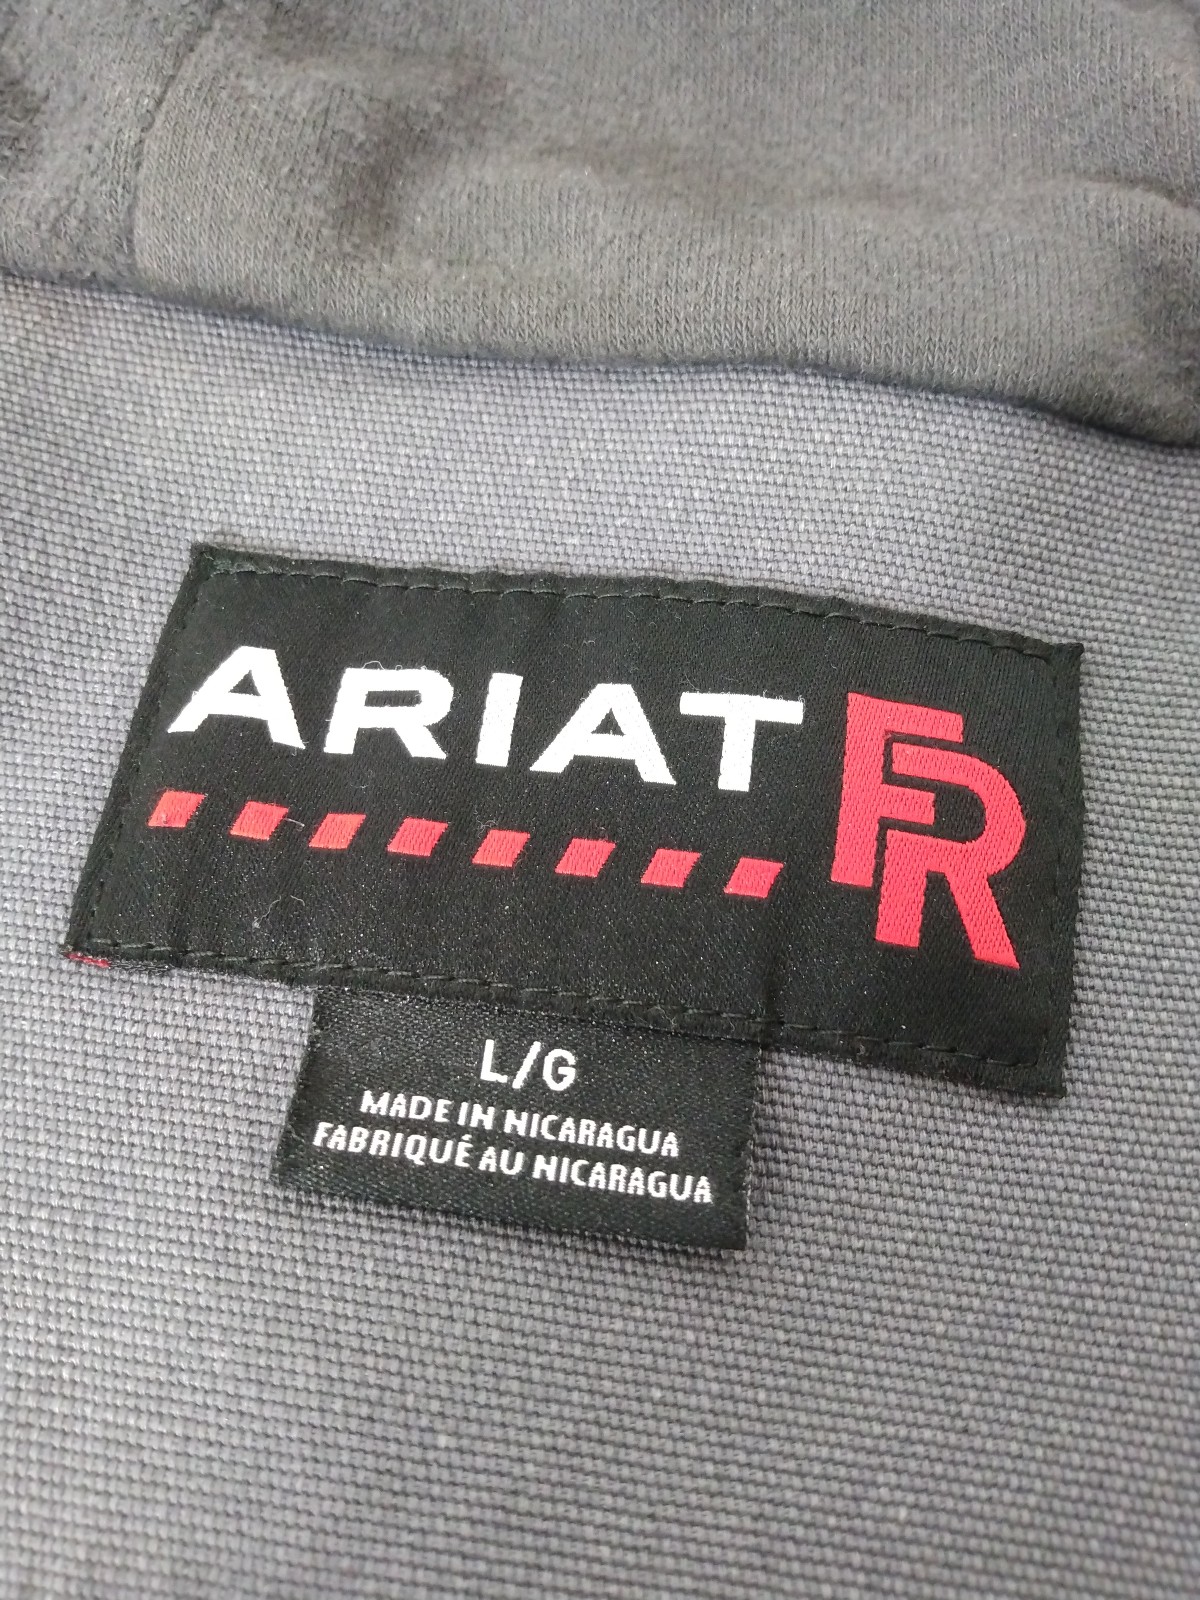 ARIAT FR
L/G
MADE IN NICARAGUA
FABRIQUÉ AU NICARAGUA